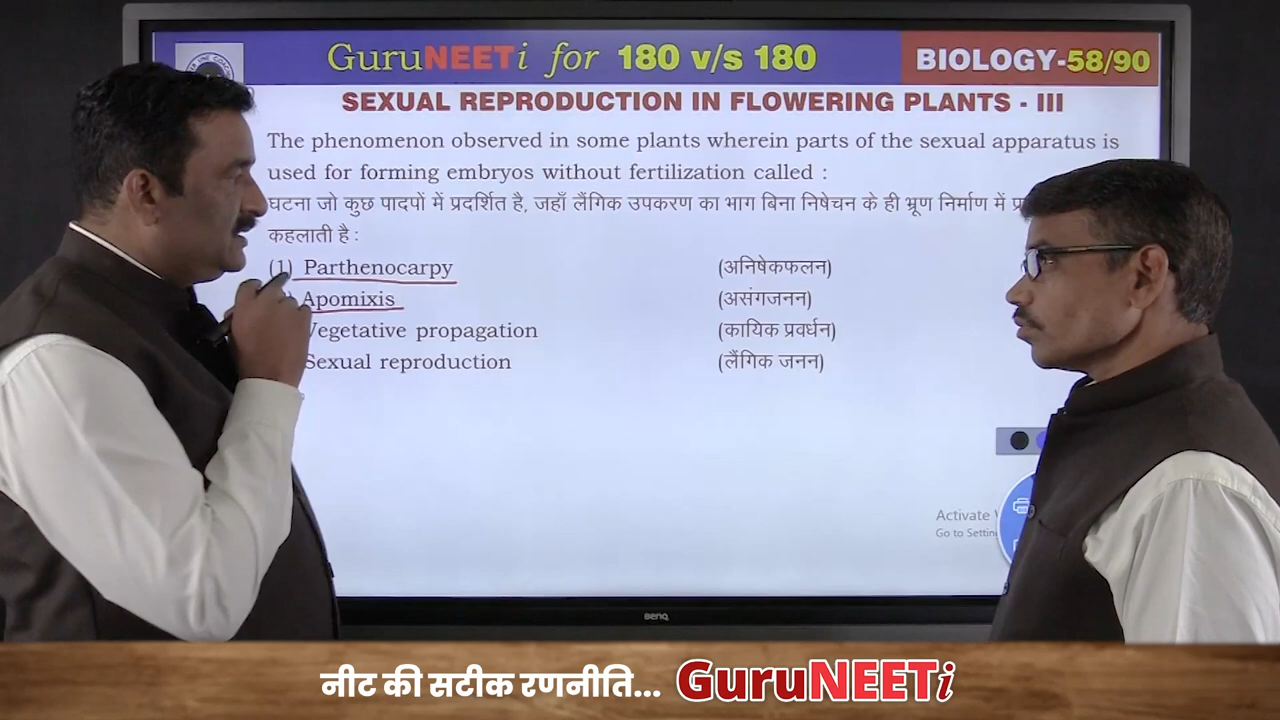 GuruNEETi for 180 v/s 180
BIOLOGY-58/90
SEXUAL REPRODUCTION IN FLOWERING PLANTS - III
The phenomenon observed in some plants wherein parts of the sexual apparatus is
used for forming embryos without fertilization called :
घटना जो कुछ पादपों में प्रदर्शित है, जहाँ लैंगिक उपकरण का भाग बिना निषेचन के ही भ्रूण निर्माण में
कहलाती है :
(1) Parthenocarpy (अनिषेकफलन)
Apomixis (असंगजनन)
Vegetative propagation (कायिक प्रवर्धन)
Sexual reproduction (लैंगिक जनन)
Activate
Go to Settin
BenQ
नीट की सटीक रणनीति... GuruNEETi